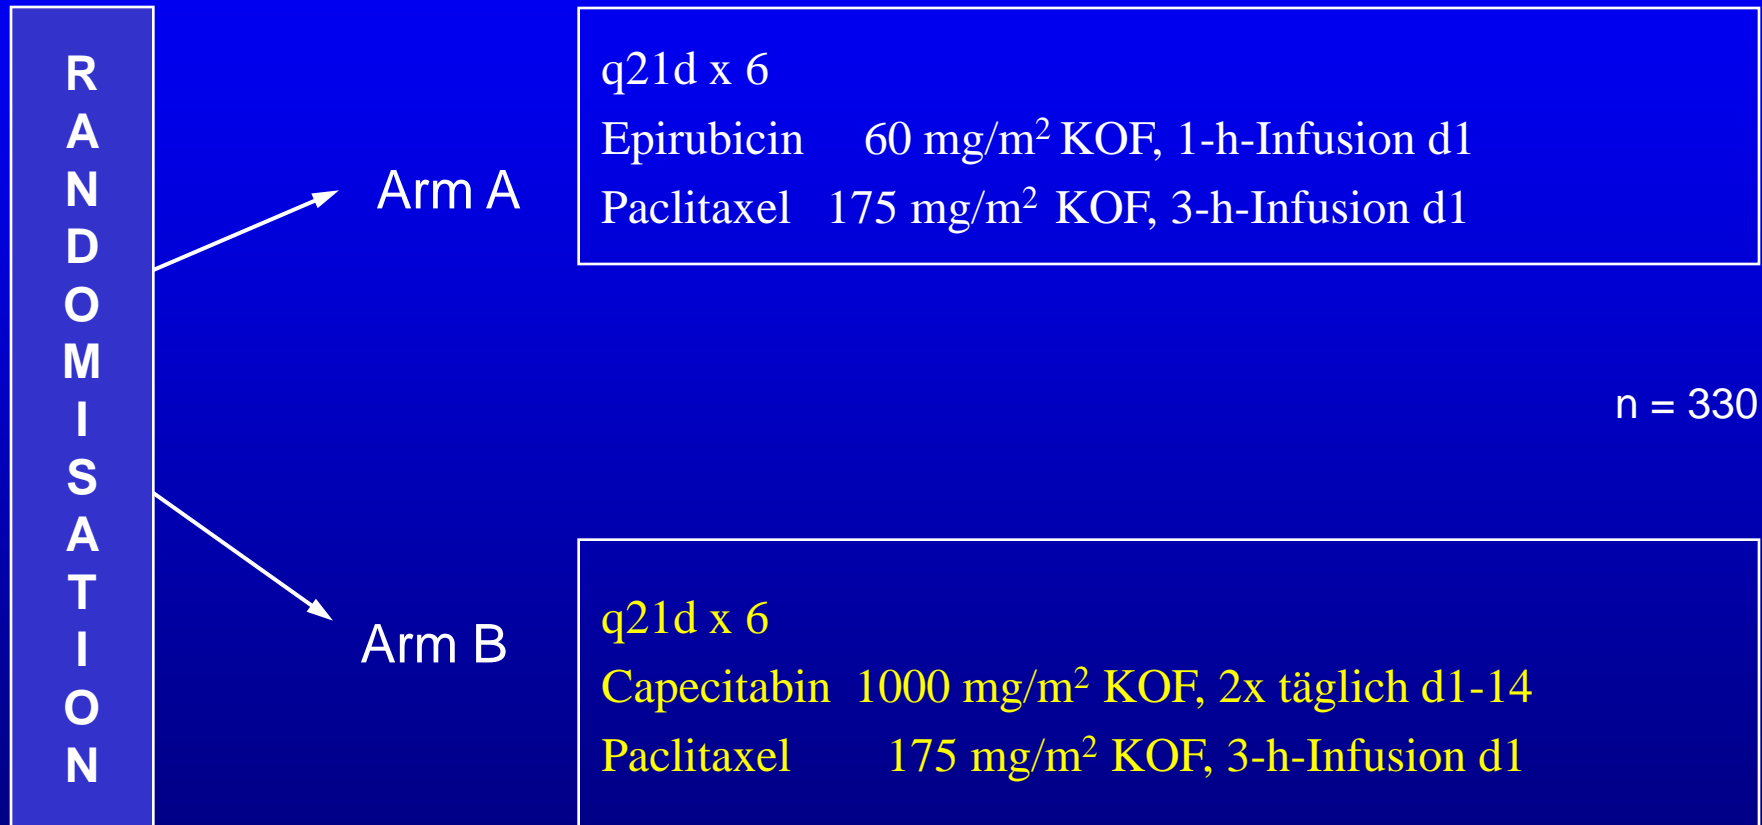 RANDOMISATION
Arm A
q21d x 6
Epirubicin 60 mg/m² KOF, 1-h-Infusion d1
Paclitaxel 175 mg/m² KOF, 3-h-Infusion d1
n = 330
Arm B
q21d x 6
Capecitabin 1000 mg/m² KOF, 2x täglich d1-14
Paclitaxel 175 mg/m² KOF, 3-h-Infusion d1